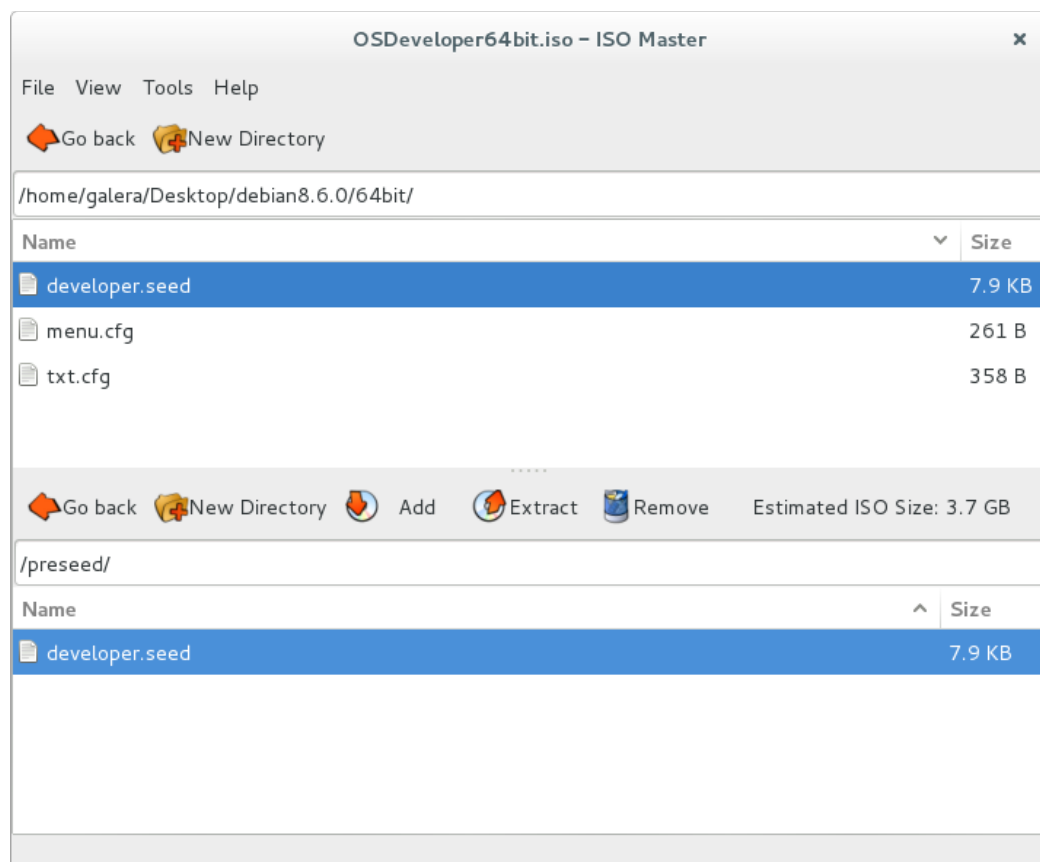 OSDeveloper64bit.iso – ISO Master ×
File View Tools Help
Go back New Directory
/home/galera/Desktop/debian8.6.0/64bit/
Name Size
developer.seed 7.9 KB
menu.cfg 261 B
txt.cfg 358 B
Go back New Directory Add Extract Remove Estimated ISO Size: 3.7 GB
/preseed/
Name Size
developer.seed 7.9 KB